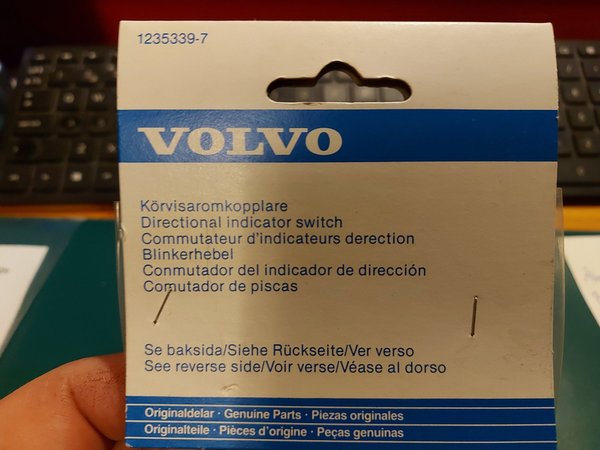 1235339-7
VOLVO
Körvisaromkopplare
Directional indicator switch
Commutateur d'indicateurs derection
Blinkerhebel
Conmutador del indicador de dirección
Comutador de piscas
Se baksida/Siehe Rückseite/Ver verso
See reverse side/Voir verse/Véase al dorso
Originaldelar · Genuine Parts · Piezas originales
Originalteile · Pièces d'origine · Peças genuinas